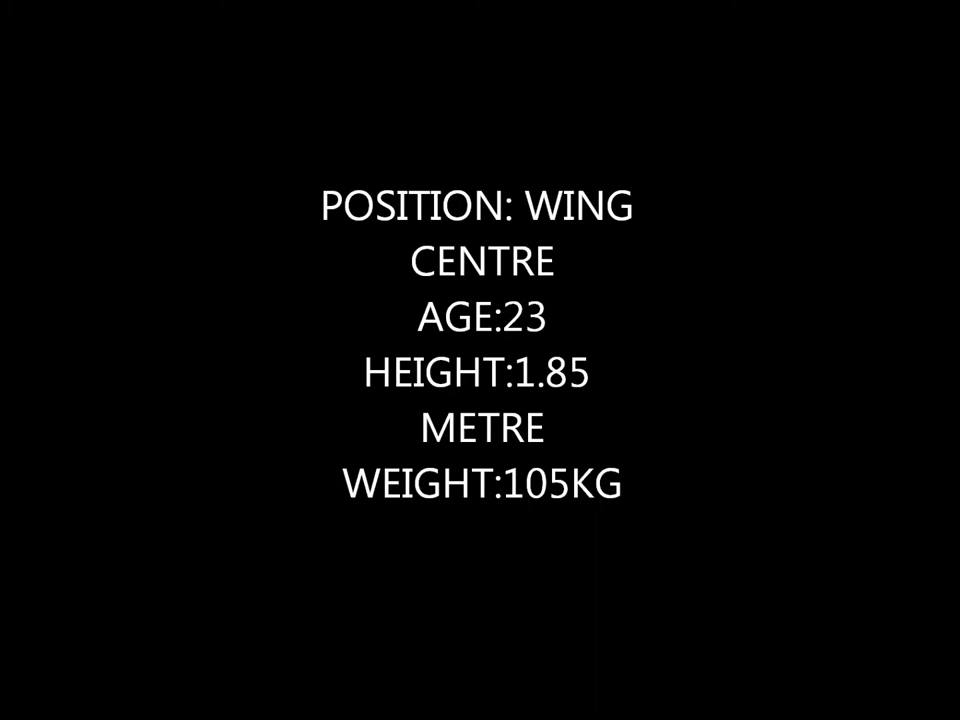 POSITION: WING
CENTRE
AGE:23
HEIGHT:1.85
METRE
WEIGHT:105KG